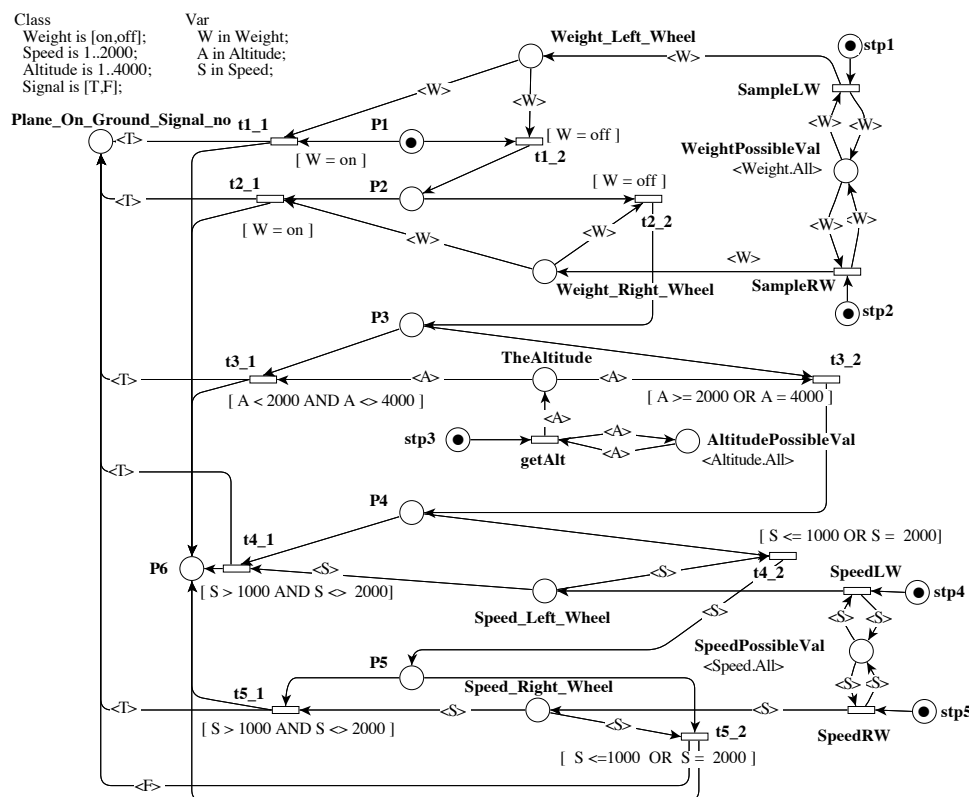 Class
Weight is [on,off];
Speed is 1..2000;
Altitude is 1..4000;
Signal is [T,F];
Var
W in Weight;
A in Altitude;
S in Speed;
Weight_Left_Wheel
stp1
<W>
SampleLW
Plane_On_Ground_Signal_no
<T>
t1_1
P1
<W>
<W>
[ W = off ]
[ W = on ]
t1_2
<W>
<W>
WeightPossibleVal
<Weight.All>
t2_1
P2
[ W = off ]
<T>
t2_2
[ W = on ]
<W>
<W>
<W>
<W>
<W>
Weight_Right_Wheel
SampleRW
stp2
P3
t3_1
TheAltitude
t3_2
<T>
<A>
<A>
[ A < 2000 AND A <> 4000 ]
[ A >= 2000 OR A = 4000 ]
<A>
stp3
getAlt
<A>
<A>
AltitudePossibleVal
<Altitude.All>
<T>
P4
t4_1
[ S <= 1000 OR S = 2000]
P6
<S>
<S>
t4_2
[ S > 1000 AND S <> 2000]
Speed_Left_Wheel
SpeedLW
stp4
<S>
<S>
<S>
SpeedPossibleVal
<Speed.All>
P5
t5_1
Speed_Right_Wheel
<S>
<S>
<T>
<S>
<S>
stp5
[ S > 1000 AND S <> 2000 ]
<S>
t5_2
SpeedRW
[ S <=1000 OR S = 2000 ]
<F>